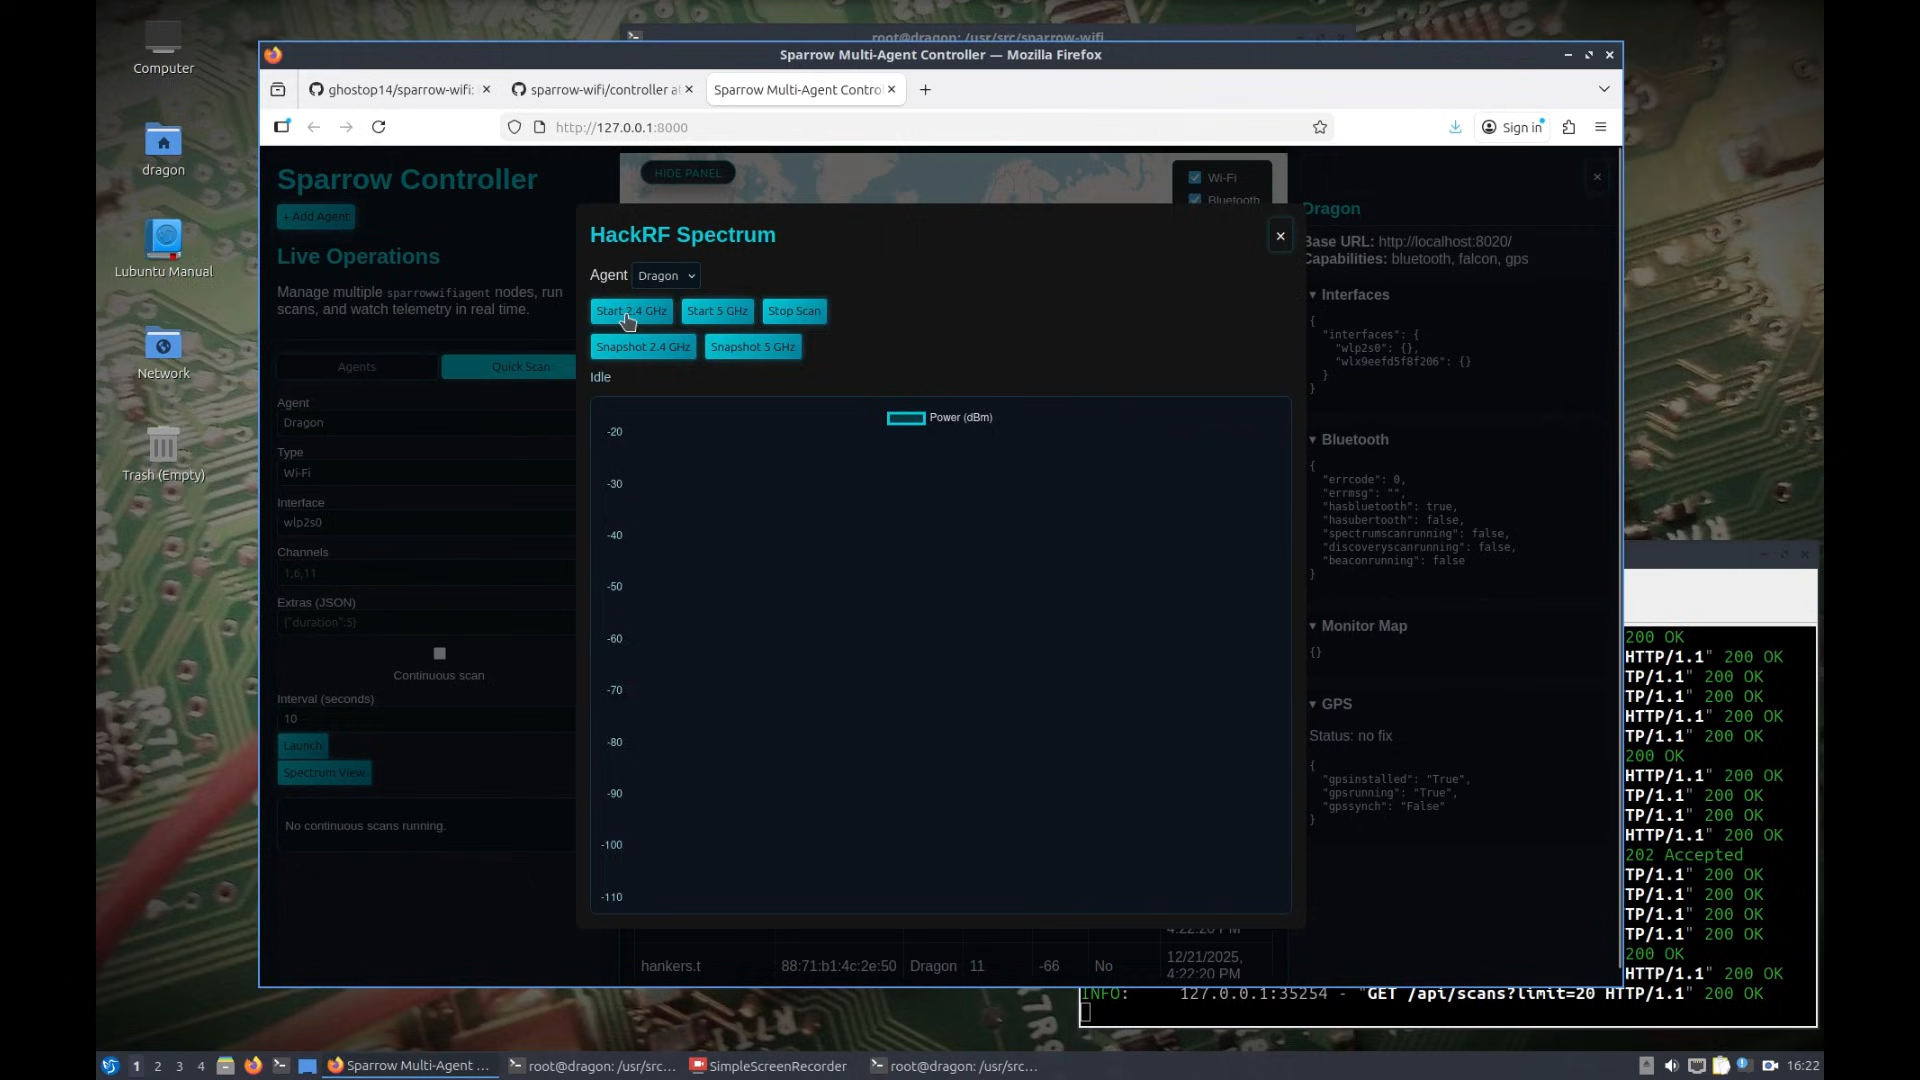 Computer
dragon
Lubuntu Manual
Network
Trash (Empty)
root@dragon: /usr/src/sparrow-wifi
Sparrow Multi-Agent Controller — Mozilla Firefox
ghostop14/sparrow-wifi:
sparrow-wifi/controller a
Sparrow Multi-Agent Contro
http://127.0.0.1:8000
Sign in
Sparrow Controller
+ Add Agent
Live Operations
Manage multiple sparrowwifiagent nodes, run
scans, and watch telemetry in real time.
Agents
Quick Scan
Agent
Dragon
Type
Wi-Fi
Interface
wlp2s0
Channels
1,6,11
Extras (JSON)
{"duration":5}
Continuous scan
Interval (seconds)
10
Launch
Spectrum View
No continuous scans running.
HIDE PANEL
Wi-Fi
Bluetooth
HackRF Spectrum
Agent Dragon
Start 2.4 GHz
Start 5 GHz
Stop Scan
Snapshot 2.4 GHz
Snapshot 5 GHz
Idle
Power (dBm)
-20
-30
-40
-50
-60
-70
-80
-90
-100
-110
4:22:20 PM
hankers.t 88:71:b1:4c:2e:50 Dragon 11 -66 No 12/21/2025,
4:22:20 PM
Dragon
Base URL: http://localhost:8020/
Capabilities: bluetooth, falcon, gps
Interfaces
{
"interfaces": {
"wlp2s0": {},
"wlx9eefd5f8f206": {}
}
}
Bluetooth
{
"errcode": 0,
"errmsg": "",
"hasbluetooth": true,
"hasubertooth": false,
"spectrumscanrunning": false,
"discoveryscanrunning": false,
"beaconrunning": false
}
Monitor Map
{}
GPS
Status: no fix
{
"gpsinstalled": "True",
"gpsrunning": "True",
"gpssynch": "False"
}
200 OK
HTTP/1.1" 200 OK
TP/1.1" 200 OK
TP/1.1" 200 OK
HTTP/1.1" 200 OK
TP/1.1" 200 OK
200 OK
HTTP/1.1" 200 OK
TP/1.1" 200 OK
TP/1.1" 200 OK
HTTP/1.1" 200 OK
202 Accepted
TP/1.1" 200 OK
TP/1.1" 200 OK
TP/1.1" 200 OK
TP/1.1" 200 OK
200 OK
HTTP/1.1" 200 OK
INFO: 127.0.0.1:35254 - "GET /api/scans?limit=20 HTTP/1.1" 200 OK
1 2 3 4
Sparrow Multi-Agent ...
root@dragon: /usr/src...
SimpleScreenRecorder
root@dragon: /usr/src...
16:22